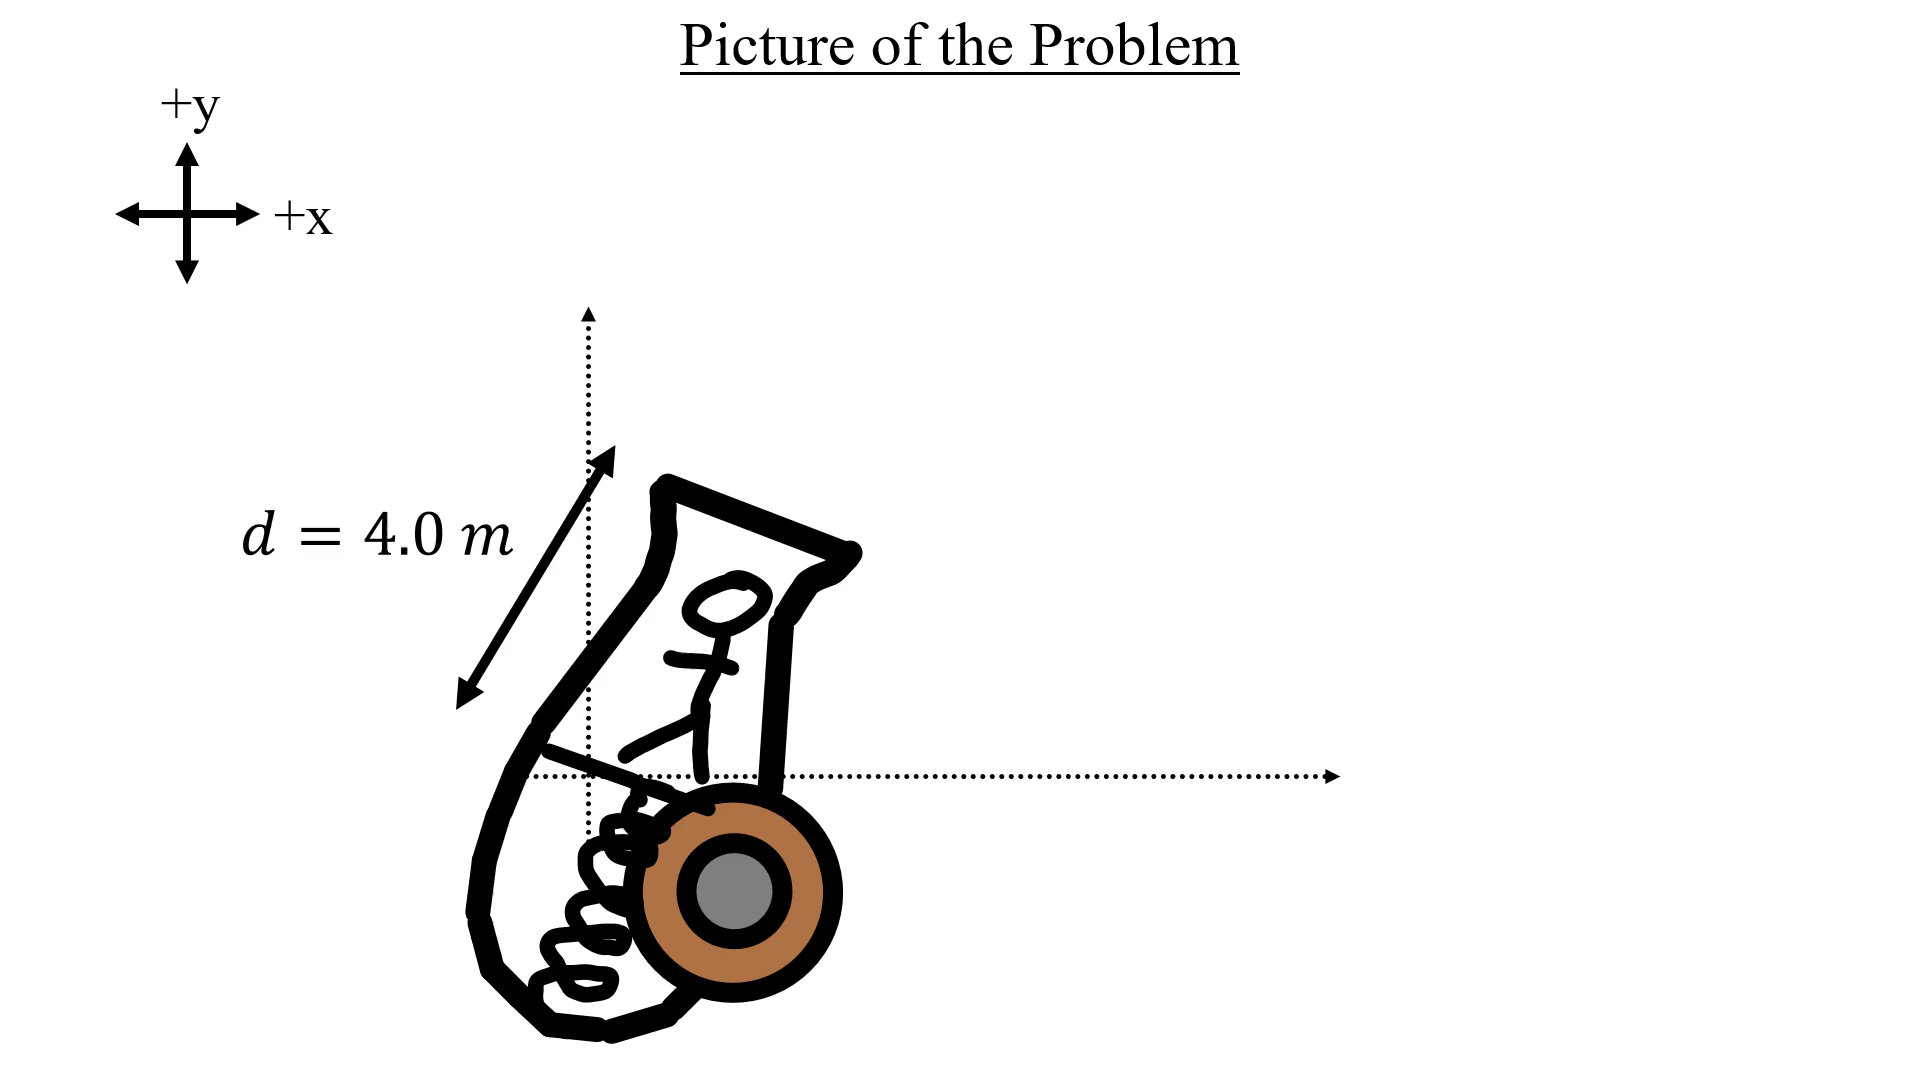 Picture of the Problem
+y
+x
d = 4.0 m